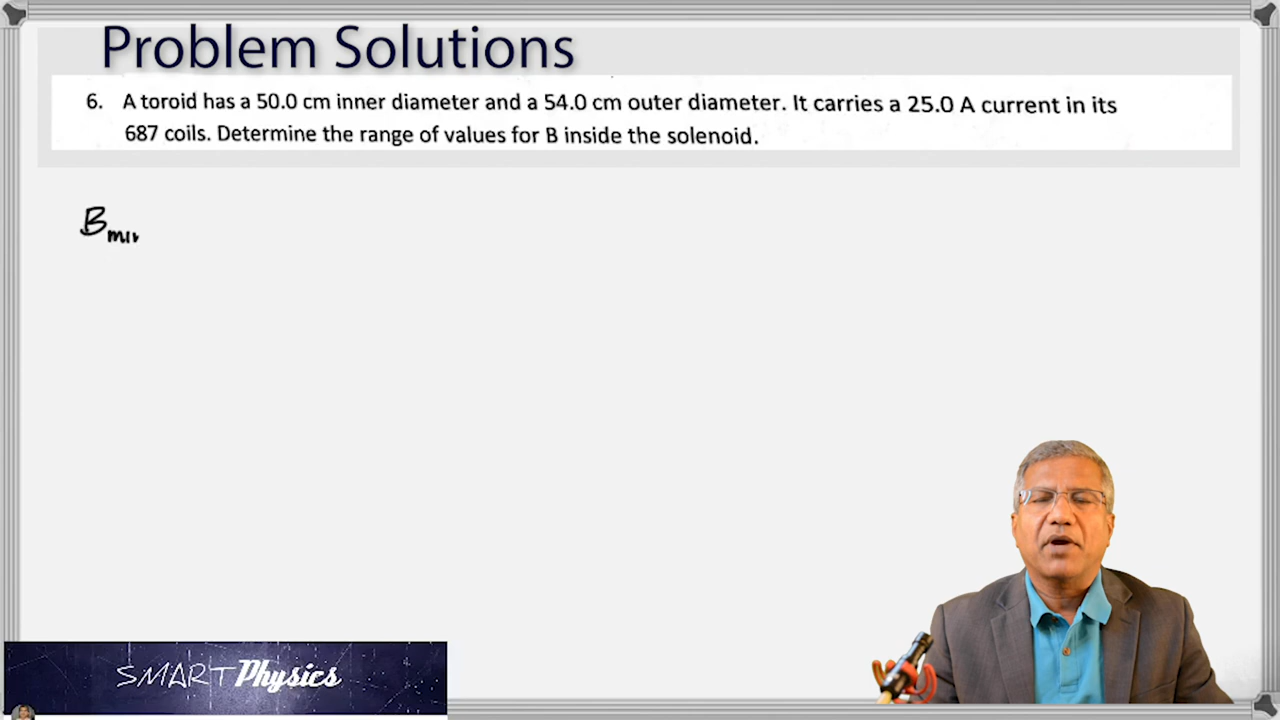 Problem Solutions
6. A toroid has a 50.0 cm inner diameter and a 54.0 cm outer diameter. It carries a 25.0 A current in its
687 coils. Determine the range of values for B inside the solenoid.
B
SMART Physics